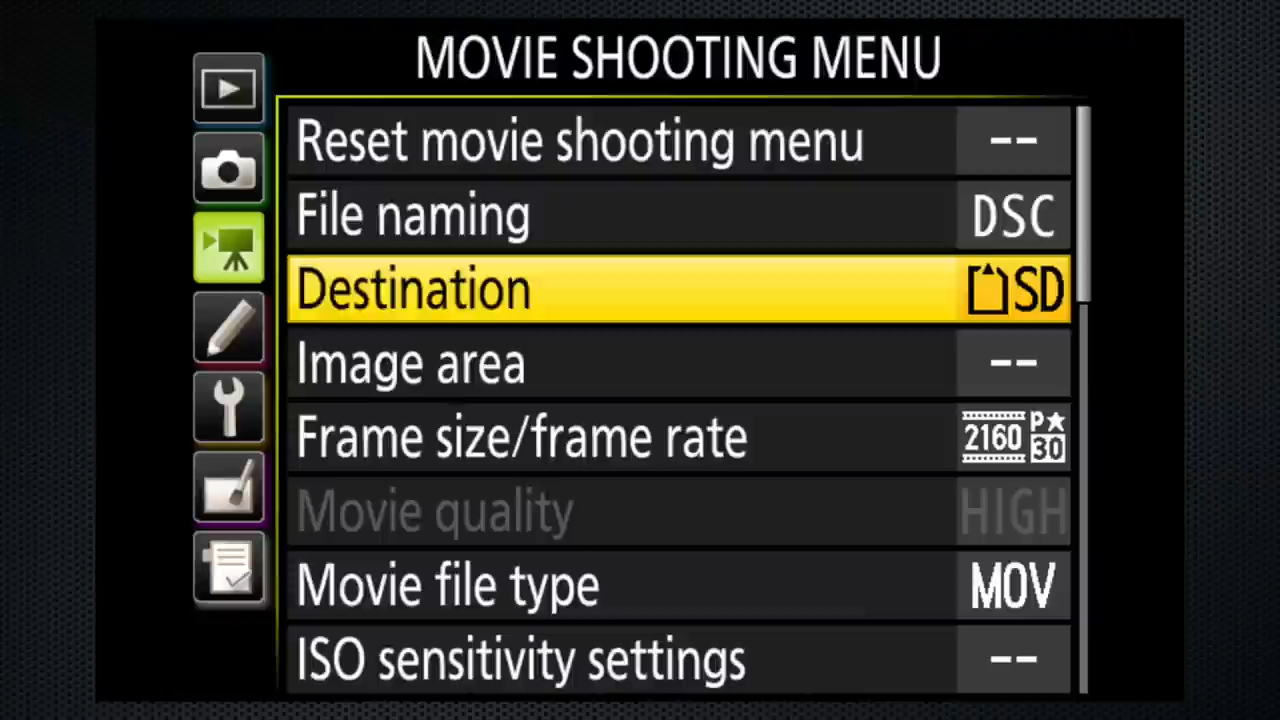 MOVIE SHOOTING MENU
Reset movie shooting menu --
File naming DSC
Destination SD
Image area --
Frame size/frame rate 2160 P★ 30
Movie quality HIGH
Movie file type MOV
ISO sensitivity settings --